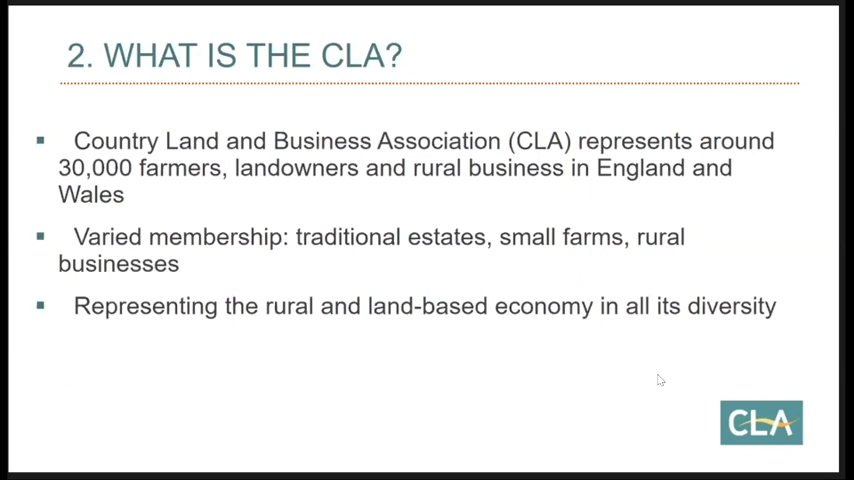 2. WHAT IS THE CLA?
▪ Country Land and Business Association (CLA) represents around
30,000 farmers, landowners and rural business in England and
Wales
▪ Varied membership: traditional estates, small farms, rural
businesses
▪ Representing the rural and land-based economy in all its diversity
CLA